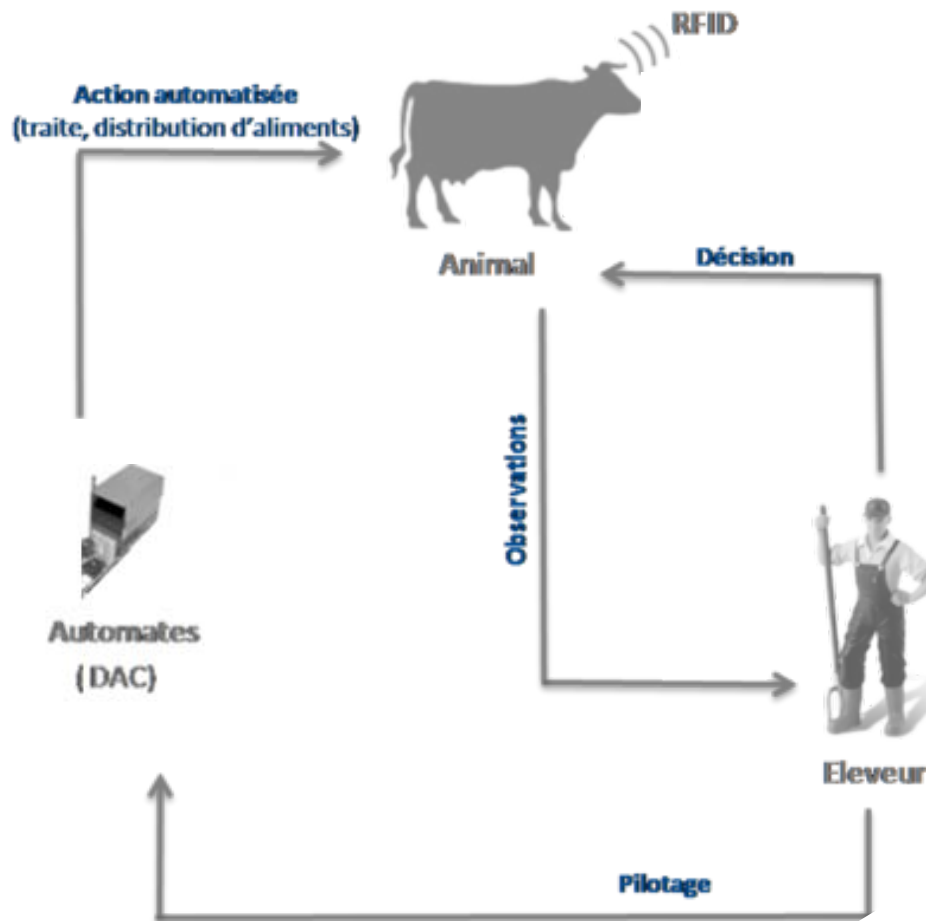 RFID
Action automatisée
(traite, distribution d'aliments)
Animal
Décision
Observations
Automates
(DAC)
Eleveur
Pilotage